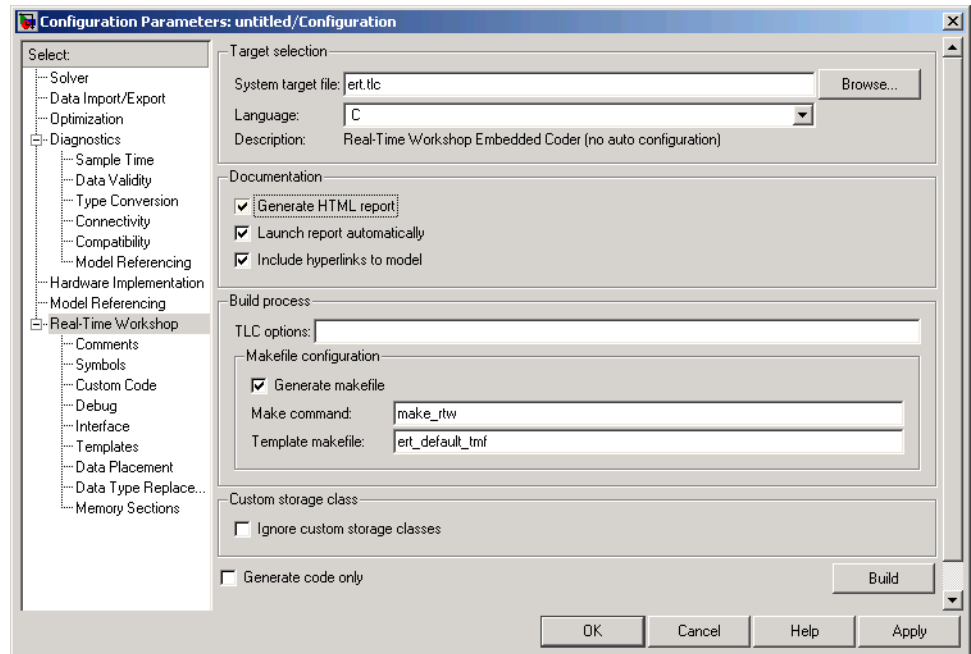 Configuration Parameters: untitled/Configuration
Select:
Solver
Data Import/Export
Optimization
Diagnostics
Sample Time
Data Validity
Type Conversion
Connectivity
Compatibility
Model Referencing
Hardware Implementation
Model Referencing
Real-Time Workshop
Comments
Symbols
Custom Code
Debug
Interface
Templates
Data Placement
Data Type Replace...
Memory Sections
Target selection
System target file: ert.tlc Browse...
Language: C
Description: Real-Time Workshop Embedded Coder (no auto configuration)
Documentation
Generate HTML report
Launch report automatically
Include hyperlinks to model
Build process
TLC options:
Makefile configuration
Generate makefile
Make command: make_rtw
Template makefile: ert_default_tmf
Custom storage class
Ignore custom storage classes
Generate code only Build
OK Cancel Help Apply